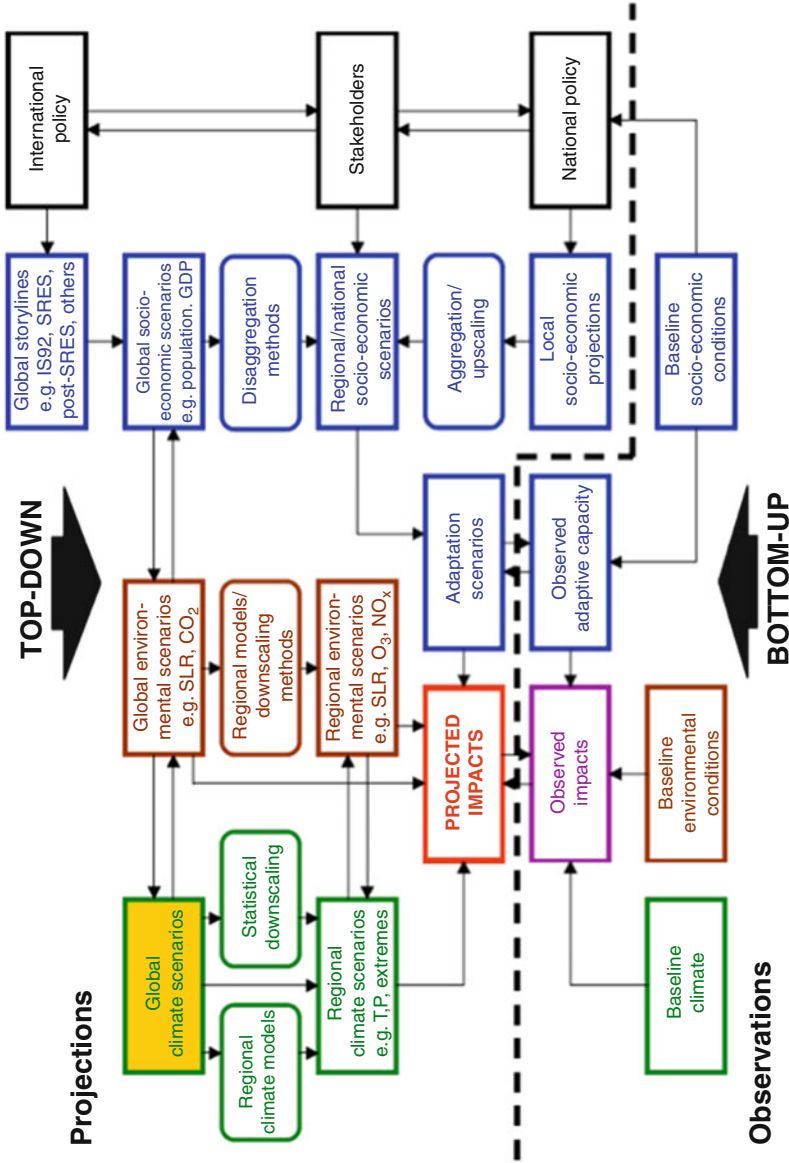 Projections
TOP-DOWN
Global storylines
e.g. IS92, SRES,
post-SRES, others
International
policy
Global
climate scenarios
Global environ-
mental scenarios
e.g. SLR, CO₂
Global socio-
economic scenarios
e.g. population. GDP
Regional
climate models
Statistical
downscaling
Regional models/
downscaling
methods
Disaggregation
methods
Regional
climate scenarios
e.g. T,P, extremes
Regional environ-
mental scenarios
e.g. SLR, O₃, NOₓ
Regional/national
socio-economic
scenarios
Stakeholders
PROJECTED
IMPACTS
Adaptation
scenarios
Aggregation/
upscaling
Observed
impacts
Observed
adaptive capacity
Local
socio-economic
projections
National policy
Baseline
climate
Baseline
environmental
conditions
Baseline
socio-economic
conditions
Observations
BOTTOM-UP